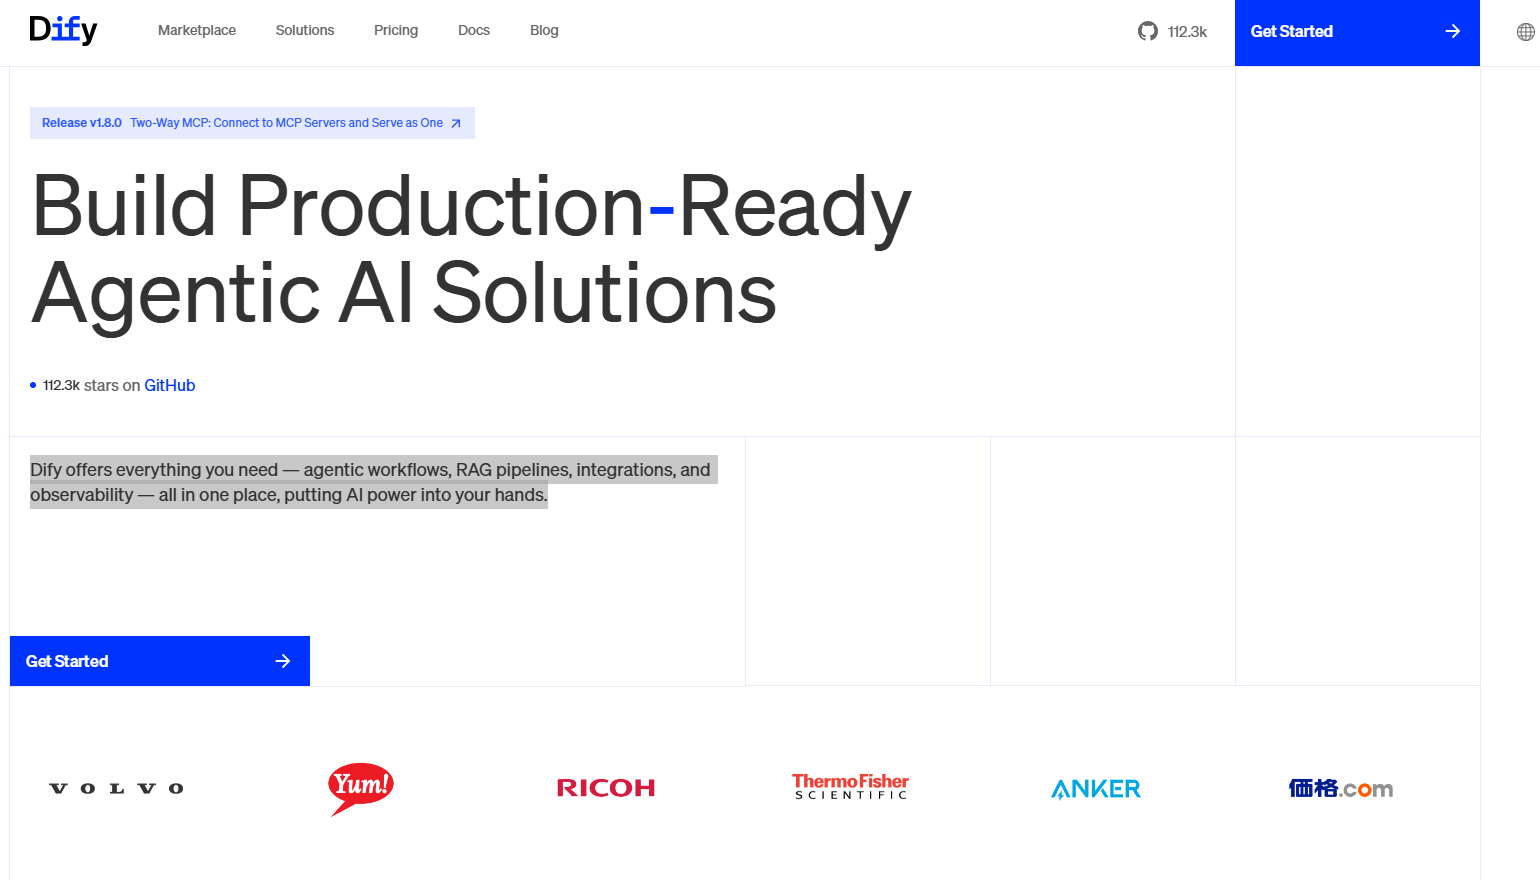 Dify
Marketplace
Solutions
Pricing
Docs
Blog
112.3k
Get Started
Release v1.8.0 Two-Way MCP: Connect to MCP Servers and Serve as One
Build Production-Ready
Agentic AI Solutions
112.3k stars on GitHub
Dify offers everything you need — agentic workflows, RAG pipelines, integrations, and
observability — all in one place, putting AI power into your hands.
Get Started
VOLVO
Yum!
RICOH
ThermoFisher
SCIENTIFIC
ANKER
価格.com